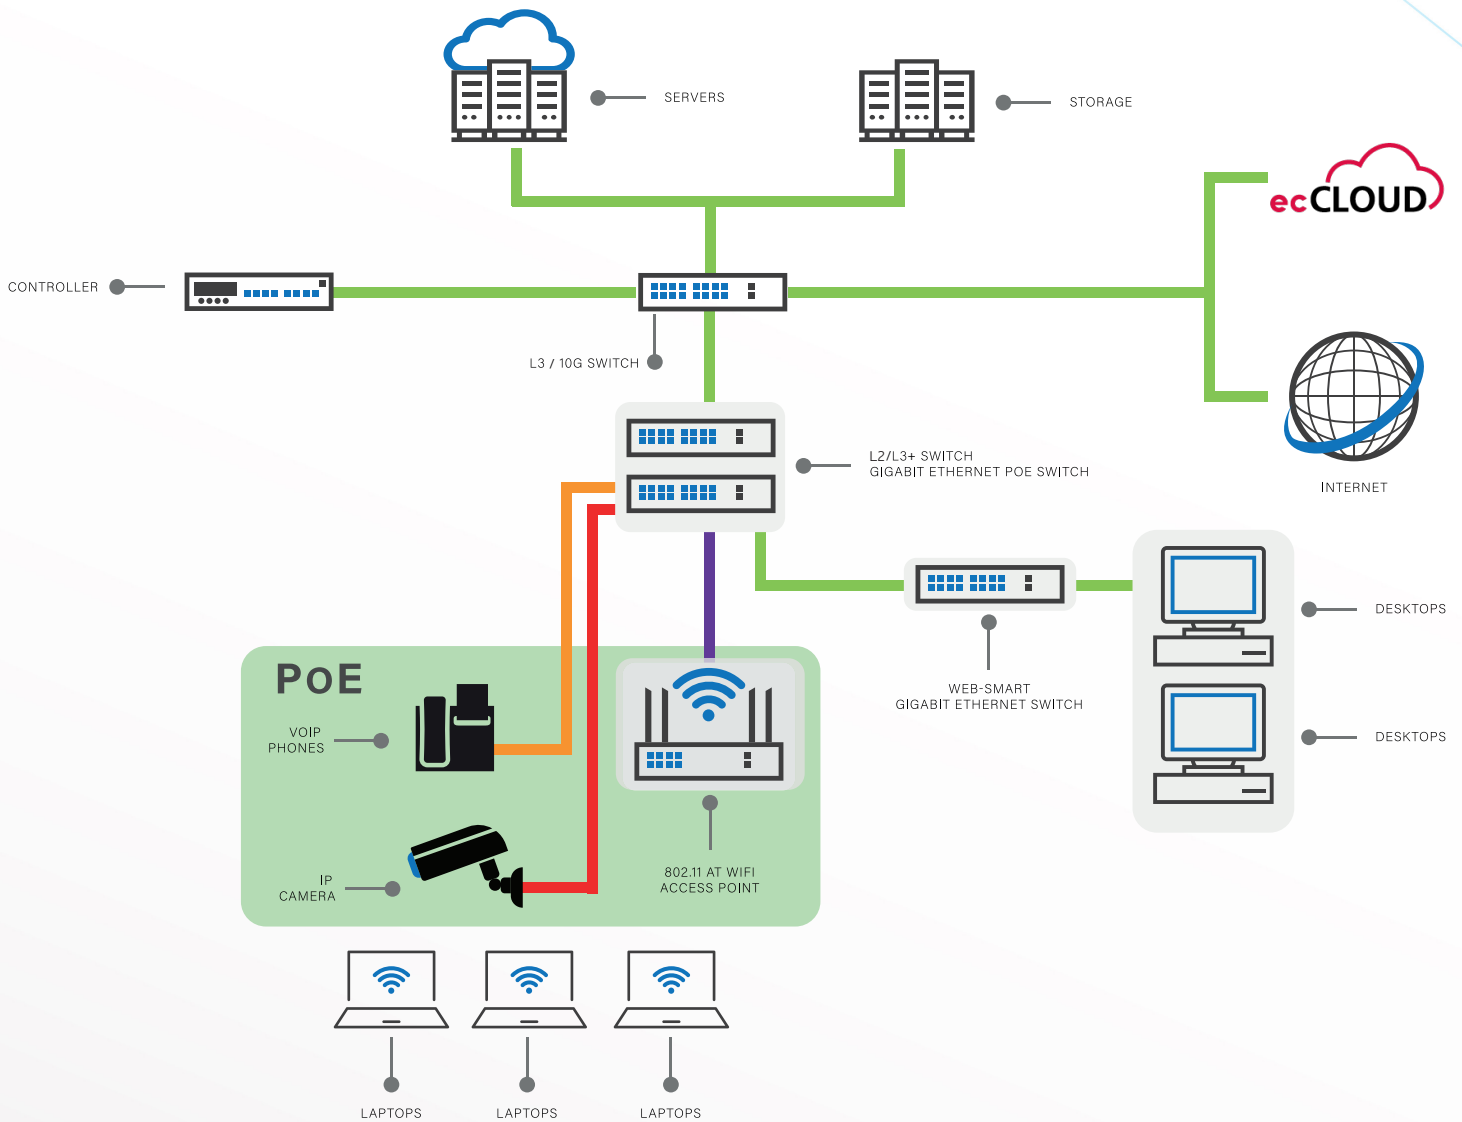 SERVERS
STORAGE
ecCLOUD
CONTROLLER
L3 / 10G SWITCH
L2/L3+ SWITCH
GIGABIT ETHERNET POE SWITCH
INTERNET
DESKTOPS
WEB-SMART
GIGABIT ETHERNET SWITCH
DESKTOPS
PoE
VOIP
PHONES
802.11 AT WIFI
ACCESS POINT
IP
CAMERA
LAPTOPS
LAPTOPS
LAPTOPS